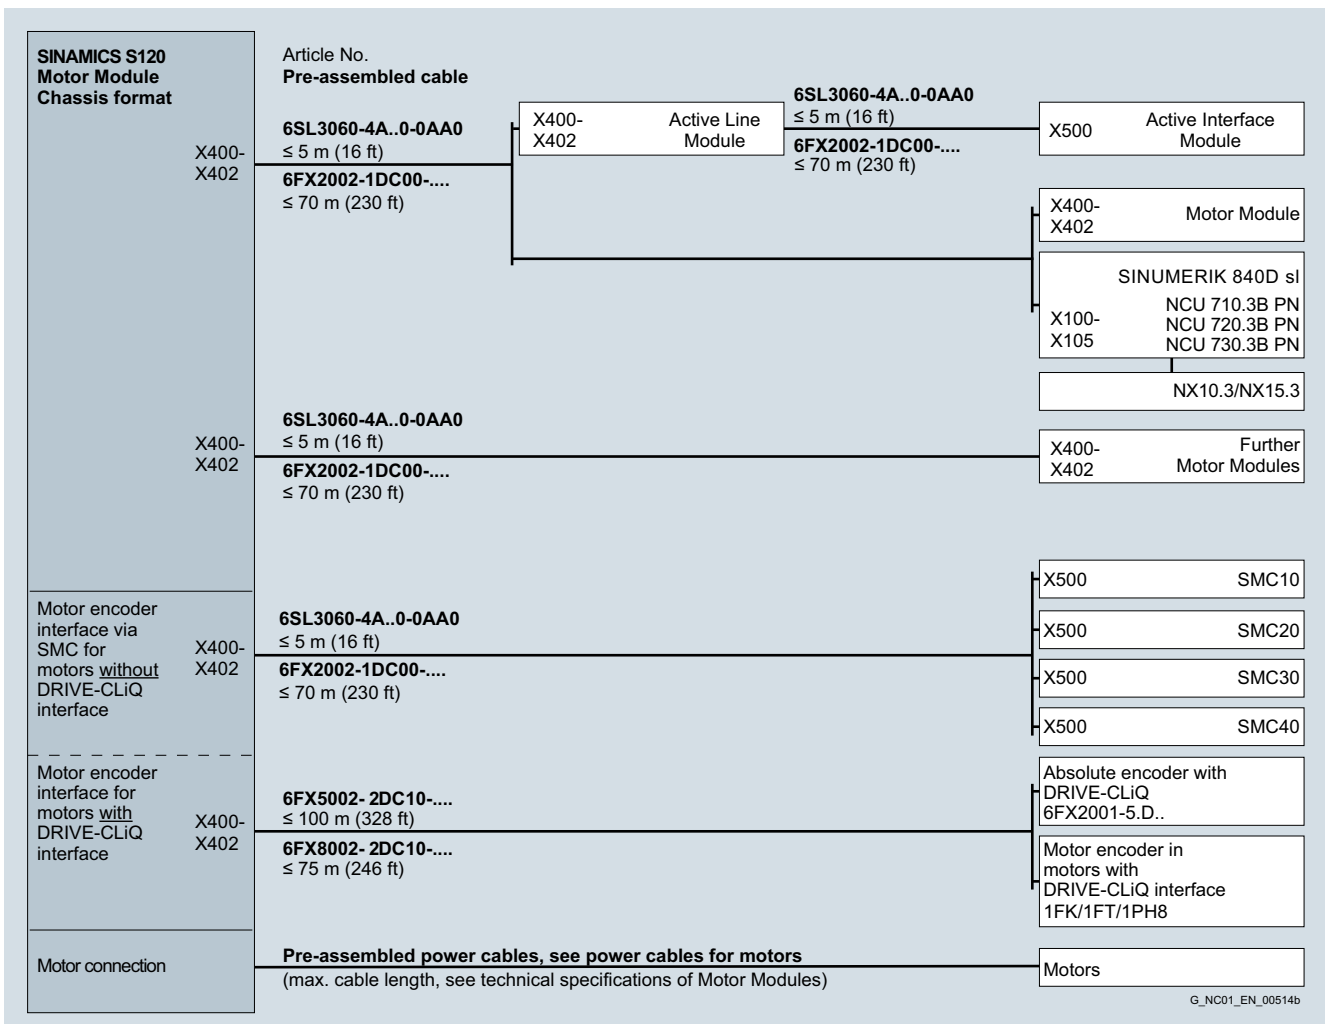 SINAMICS S120
Motor Module
Chassis format
Article No.
Pre-assembled cable
X400-
X402
6SL3060-4A..0-0AA0
≤ 5 m (16 ft)
6FX2002-1DC00-....
≤ 70 m (230 ft)
X400-
X402
Active Line
Module
6SL3060-4A..0-0AA0
≤ 5 m (16 ft)
6FX2002-1DC00-....
≤ 70 m (230 ft)
X500
Active Interface
Module
X400-
X402
Motor Module
SINUMERIK 840D sl
X100-
X105
NCU 710.3B PN
NCU 720.3B PN
NCU 730.3B PN
NX10.3/NX15.3
X400-
X402
6SL3060-4A..0-0AA0
≤ 5 m (16 ft)
6FX2002-1DC00-....
≤ 70 m (230 ft)
X400-
X402
Further
Motor Modules
Motor encoder
interface via
SMC for
motors without
DRIVE-CLiQ
interface
X400-
X402
6SL3060-4A..0-0AA0
≤ 5 m (16 ft)
6FX2002-1DC00-....
≤ 70 m (230 ft)
X500 SMC10
X500 SMC20
X500 SMC30
X500 SMC40
Motor encoder
interface for
motors with
DRIVE-CLiQ
interface
X400-
X402
6FX5002- 2DC10-....
≤ 100 m (328 ft)
6FX8002- 2DC10-....
≤ 75 m (246 ft)
Absolute encoder with
DRIVE-CLiQ
6FX2001-5.D..
Motor encoder in
motors with
DRIVE-CLiQ interface
1FK/1FT/1PH8
Motor connection
Pre-assembled power cables, see power cables for motors
(max. cable length, see technical specifications of Motor Modules)
Motors
G_NC01_EN_00514b